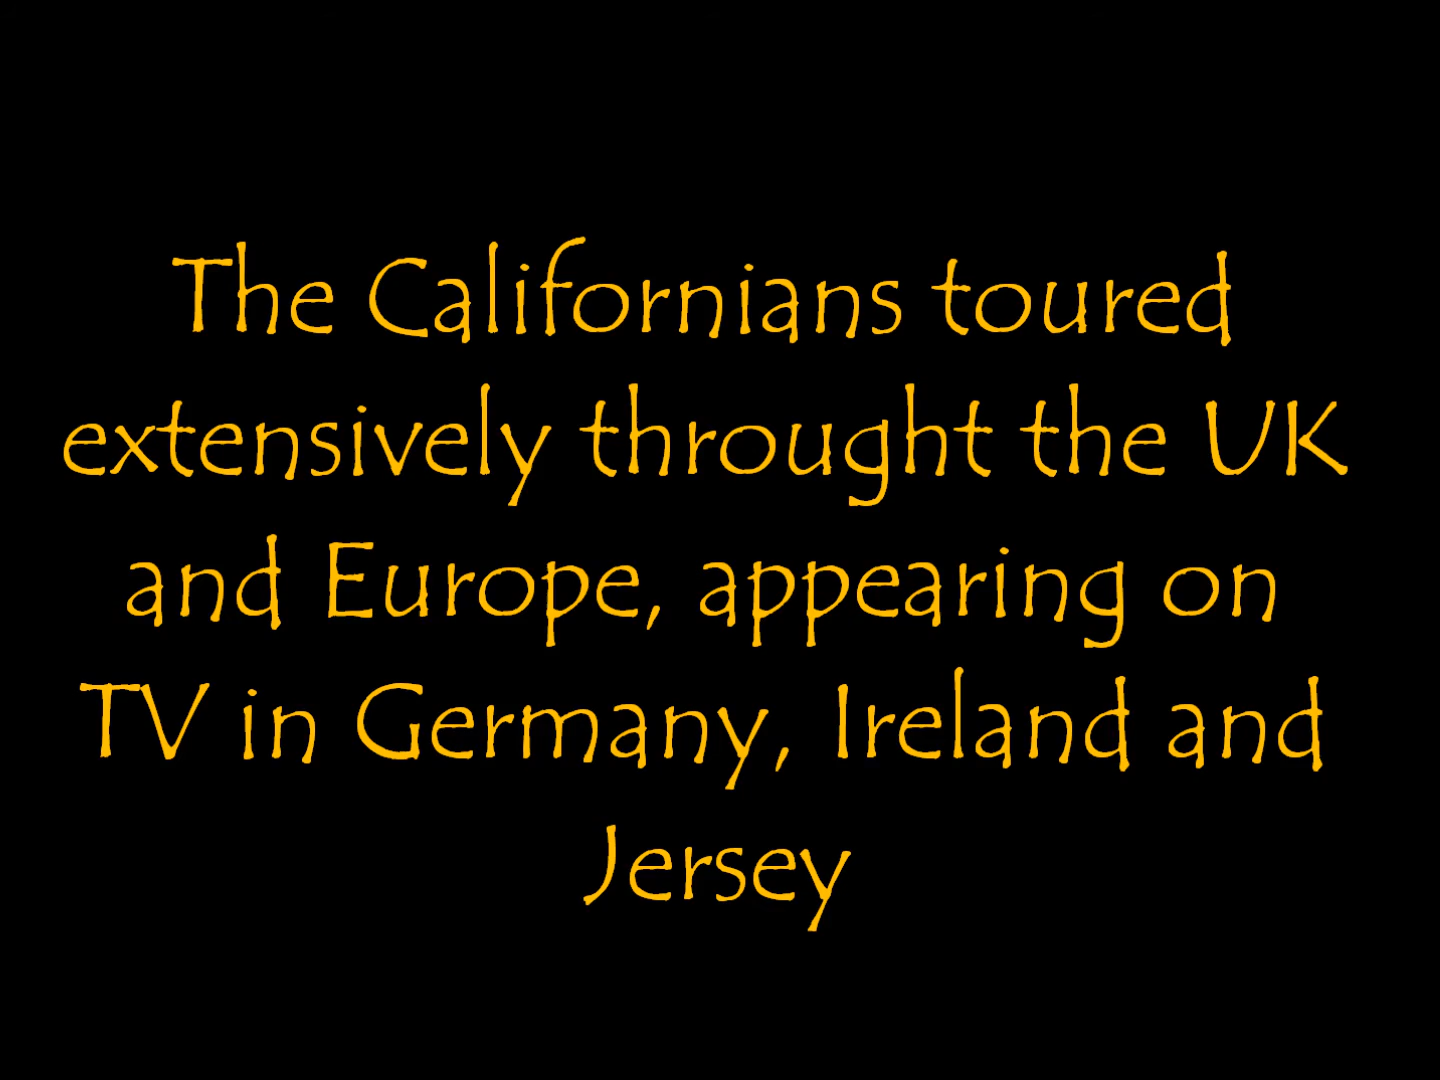 The Californians toured
extensively throught the UK
and Europe, appearing on
TV in Germany, Ireland and
Jersey